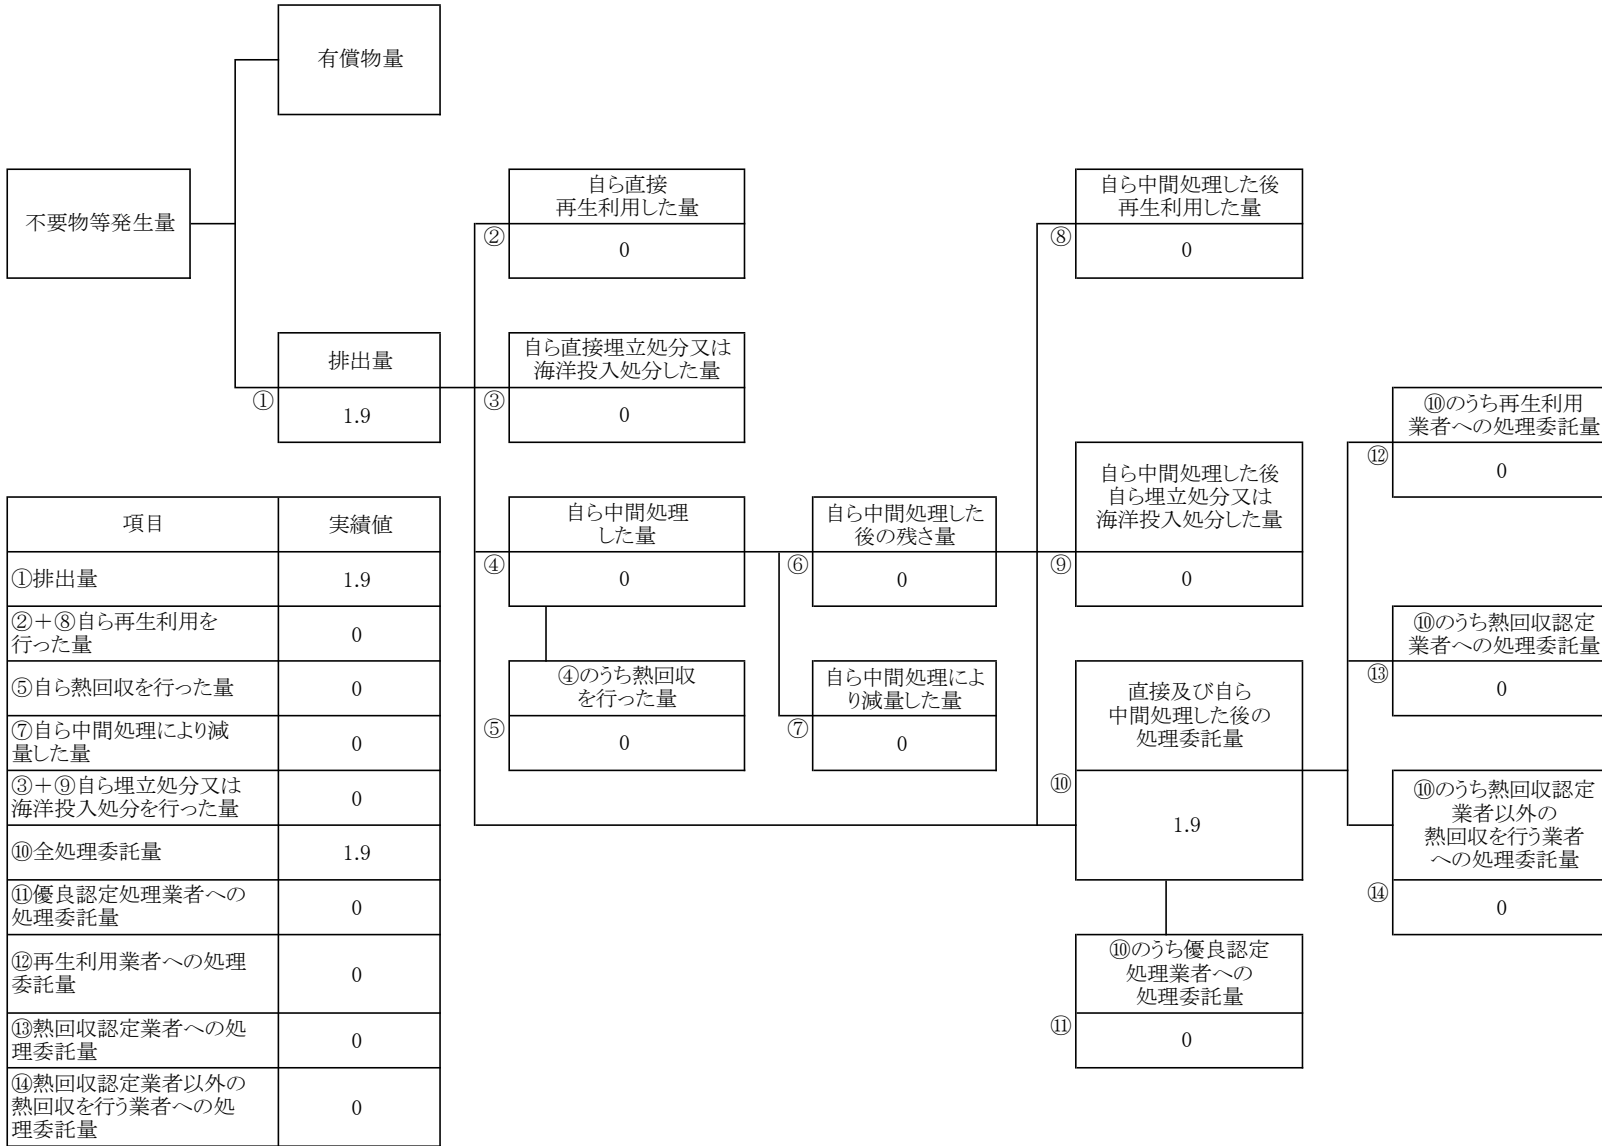 有償物量
不要物等発生量
自ら直接
再生利用した量
②
0
自ら中間処理した後
再生利用した量
⑧
0
排出量
①
1.9
自ら直接埋立処分又は
海洋投入処分した量
③
0
⑩のうち再生利用
業者への処理委託量
⑫
0
自ら中間処理
した量
④
0
自ら中間処理した
後の残さ量
⑥
0
自ら中間処理した後
自ら埋立処分又は
海洋投入処分した量
⑨
0
⑩のうち熱回収認定
業者への処理委託量
⑬
0
④のうち熱回収
を行った量
⑤
0
自ら中間処理によ
り減量した量
⑦
0
直接及び自ら
中間処理した後の
処理委託量
⑩
1.9
⑩のうち熱回収認定
業者以外の
熱回収を行う業者
への処理委託量
⑭
0
⑩のうち優良認定
処理業者への
処理委託量
⑪
0
項目 実績値
①排出量 1.9
②+⑧自ら再生利用を
行った量 0
⑤自ら熱回収を行った量 0
⑦自ら中間処理により減
量した量 0
③+⑨自ら埋立処分又は
海洋投入処分を行った量 0
⑩全処理委託量 1.9
⑪優良認定処理業者への
処理委託量 0
⑫再生利用業者への処理
委託量 0
⑬熱回収認定業者への処
理委託量 0
⑭熱回収認定業者以外の
熱回収を行う業者への処
理委託量 0